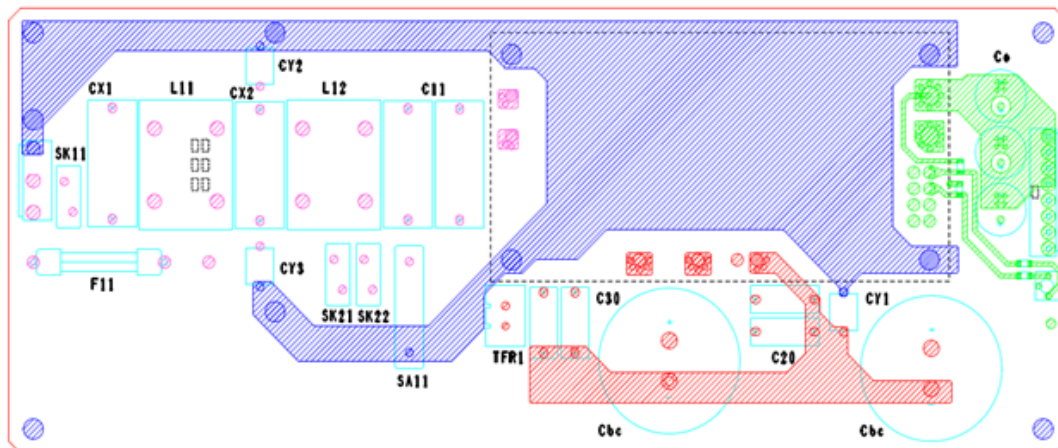 CY2
Co
CX1
L11
CX2
L12
C11
SK11
F11
CY3
SK21
SK22
C30
CY1
TFR1
C20
SA11
Cbc
Cbc